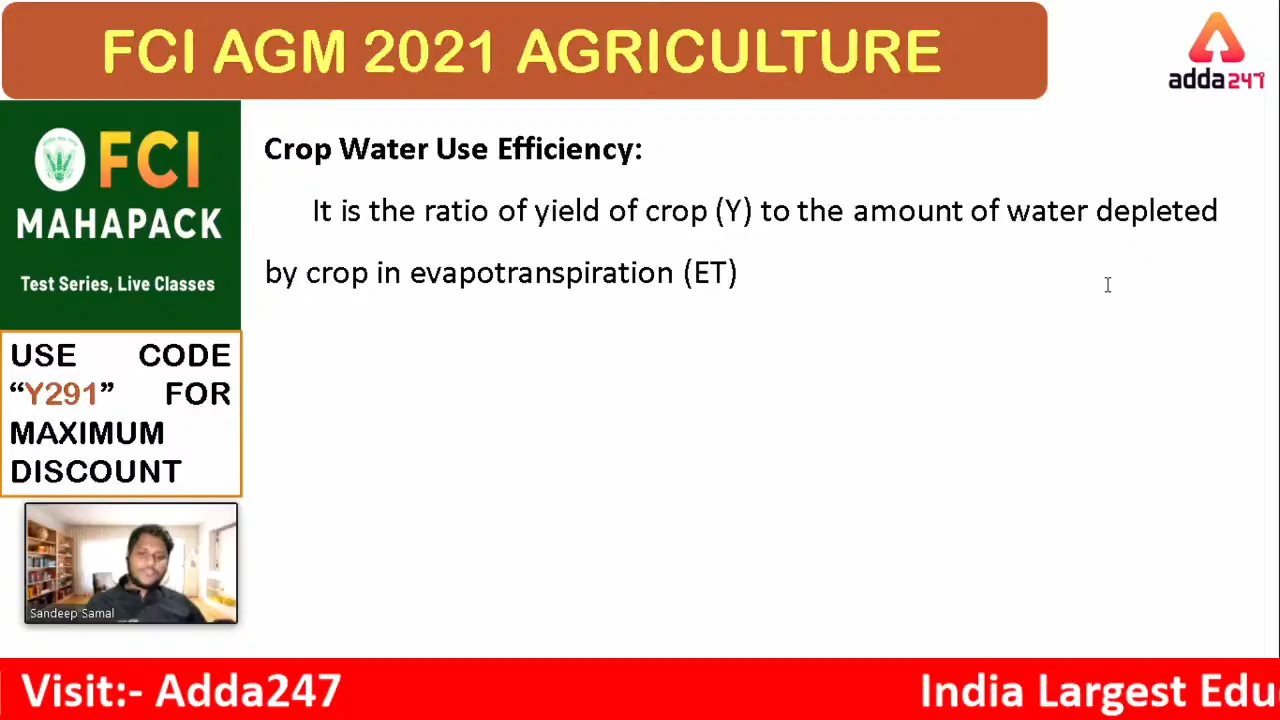 FCI AGM 2021 AGRICULTURE
adda247
FCI
MAHAPACK
Test Series, Live Classes
USE CODE
“Y291” FOR
MAXIMUM
DISCOUNT
Crop Water Use Efficiency:
It is the ratio of yield of crop (Y) to the amount of water depleted
by crop in evapotranspiration (ET)
Sandeep Samal
Visit:- Adda247
India Largest Edu